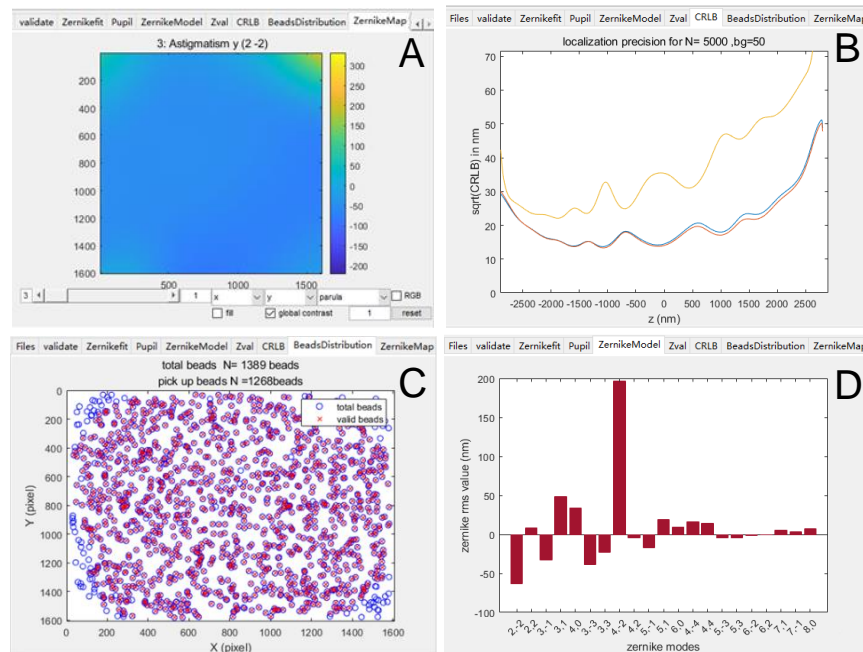 validate Zernikefit Pupil ZernikeModel Zval CRLB BeadsDistribution ZernikeMap
3: Astigmatism y (2 -2)
A
200
400
600
800
1000
1200
1400
1600
500 1000 1500
300
250
200
150
100
50
0
-50
-100
-150
-200
3 1 x y parula RGB
fill global contrast 1 reset
Files validate Zernikefit Pupil ZernikeModel Zval CRLB BeadsDistribution ZernikeMap
localization precision for N= 5000 ,bg=50
B
sqrt(CRLB) in nm
70
60
50
40
30
20
10
0
-2500 -2000 -1500 -1000 -500 0 500 1000 1500 2000 2500
z (nm)
Files validate Zernikefit Pupil ZernikeModel Zval CRLB BeadsDistribution ZernikeMap
total beads N= 1389 beads
pick up beads N =1268beads
C
total beads
valid beads
Y (pixel)
0
200
400
600
800
1000
1200
1400
1600
0 200 400 600 800 1000 1200 1400 1600
X (pixel)
Files validate Zernikefit Pupil ZernikeModel Zval CRLB BeadsDistribution ZernikeMap
D
zernike rms value (nm)
200
150
100
50
0
-50
-100
2,-2 2,2 3,-1 3,1 4,0 3,-3 3,3 4,-2 4,2 5,-1 5,1 6,0 4,-4 4,4 5,-3 5,3 6,-2 6,2 7,1 7,-1 8,0
zernike modes